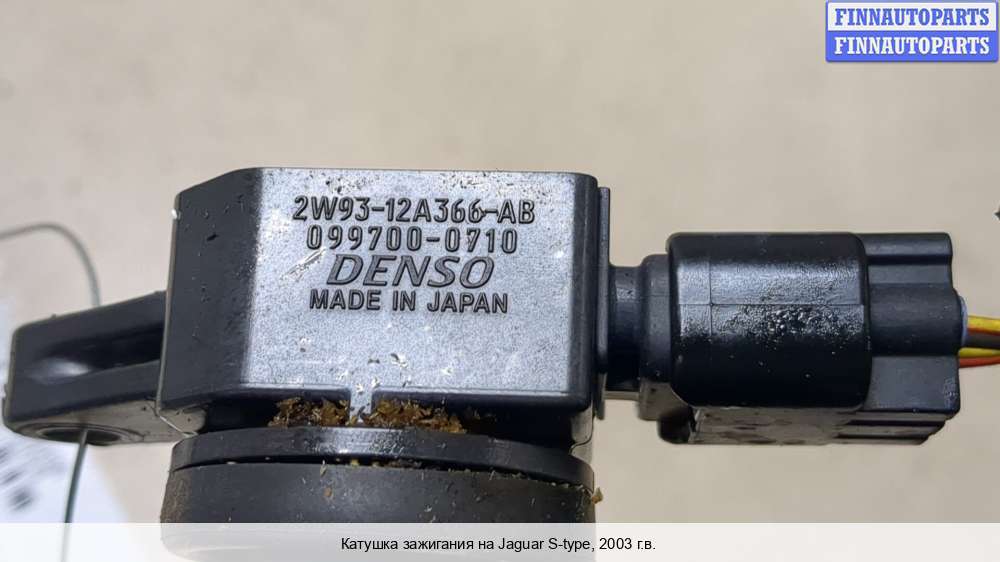 FINNAUTOPARTS
FINNAUTOPARTS
2W93-12A366-AB
099700-0710
DENSO
MADE IN JAPAN
Катушка зажигания на Jaguar S-type, 2003 г.в.